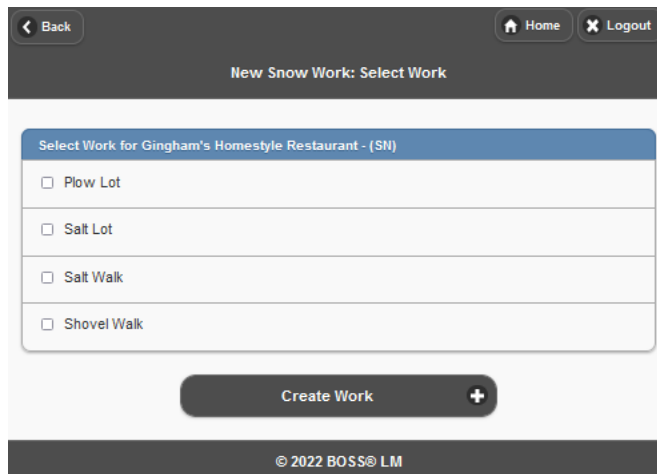 Back
Home
Logout
New Snow Work: Select Work
Select Work for Gingham's Homestyle Restaurant - (SN)
Plow Lot
Salt Lot
Salt Walk
Shovel Walk
Create Work
© 2022 BOSS® LM